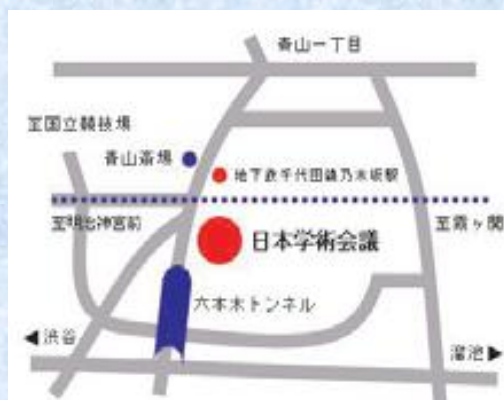 青山一丁目
至国立競技場
青山斎場
地下鉄千代田線乃木坂駅
至明治神宮前
至霞ヶ関
日本学術会議
六本木トンネル
◀渋谷
溜池▶